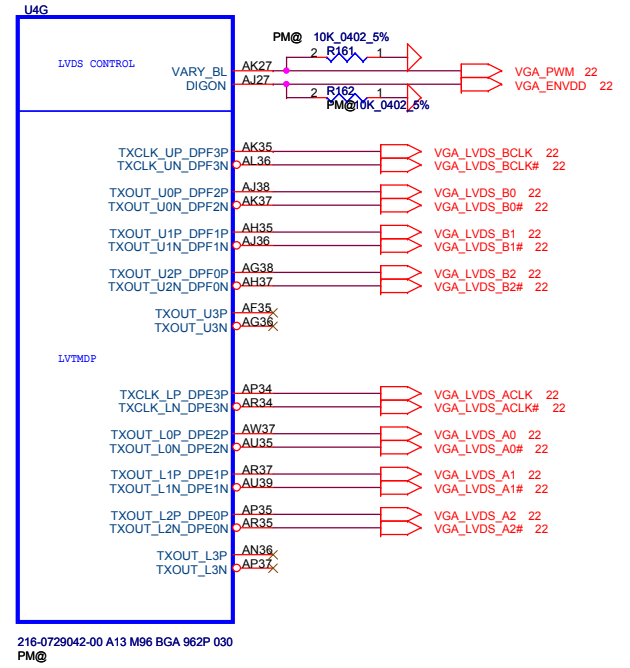 U4G
PM@ 10K_0402_5%
2 R161 1
LVDS CONTROL
VARY_BL AK27 VGA_PWM 22
DIGON AJ27 VGA_ENVDD 22
2 R162 1
PM@10K_0402_5%
TXCLK_UP_DPF3P AK35 VGA_LVDS_BCLK 22
TXCLK_UN_DPF3N AL36 VGA_LVDS_BCLK# 22
TXOUT_U0P_DPF2P AJ38 VGA_LVDS_B0 22
TXOUT_U0N_DPF2N AK37 VGA_LVDS_B0# 22
TXOUT_U1P_DPF1P AH35 VGA_LVDS_B1 22
TXOUT_U1N_DPF1N AJ36 VGA_LVDS_B1# 22
TXOUT_U2P_DPF0P AG38 VGA_LVDS_B2 22
TXOUT_U2N_DPF0N AH37 VGA_LVDS_B2# 22
TXOUT_U3P AF35
TXOUT_U3N AG36
LVTMDP
TXCLK_LP_DPE3P AP34 VGA_LVDS_ACLK 22
TXCLK_LN_DPE3N AR34 VGA_LVDS_ACLK# 22
TXOUT_L0P_DPE2P AW37 VGA_LVDS_A0 22
TXOUT_L0N_DPE2N AU35 VGA_LVDS_A0# 22
TXOUT_L1P_DPE1P AR37 VGA_LVDS_A1 22
TXOUT_L1N_DPE1N AU39 VGA_LVDS_A1# 22
TXOUT_L2P_DPE0P AP35 VGA_LVDS_A2 22
TXOUT_L2N_DPE0N AR35 VGA_LVDS_A2# 22
TXOUT_L3P AN36
TXOUT_L3N AP37
216-0729042-00 A13 M96 BGA 962P 030
PM@